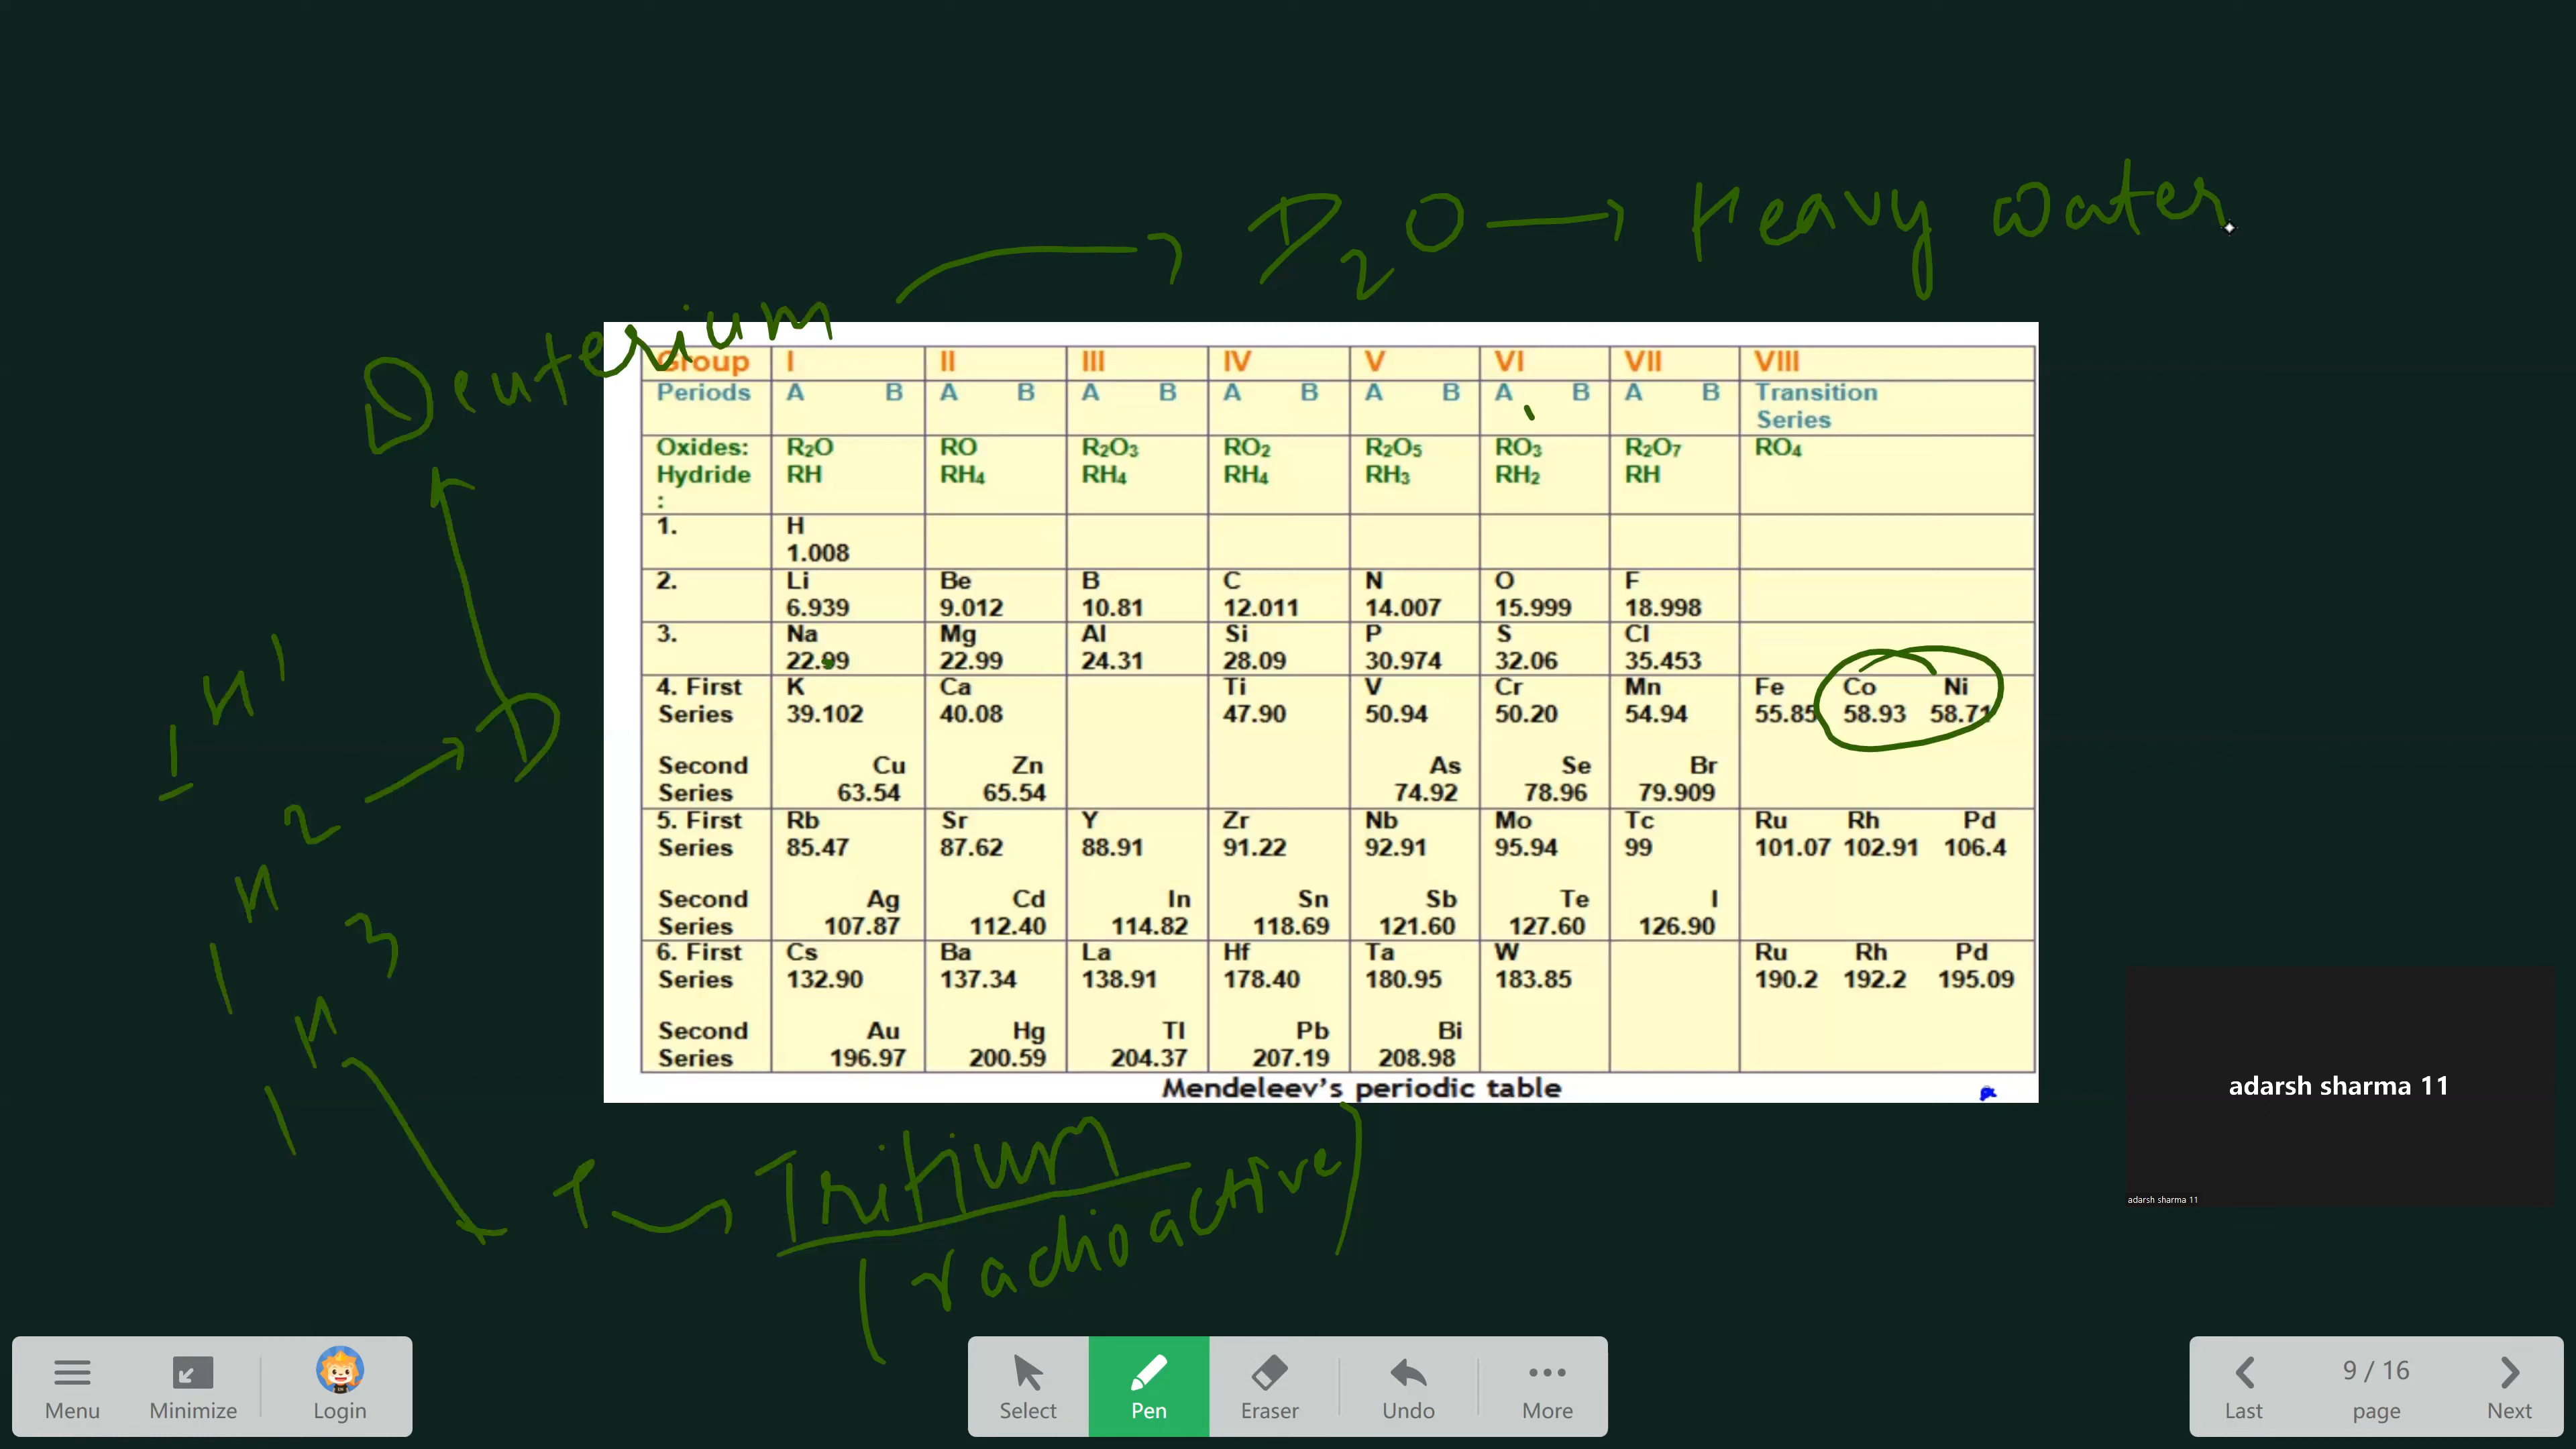 D₂O → Heavy water
Deuterium
Group I II III IV V VI VII VIII
Periods A B A B A B A B A B A B A B Transition Series
Oxides: R₂O RO R₂O₃ RO₂ R₂O₅ RO₃ R₂O₇ RO₄
Hydride : RH RH₄ RH₄ RH₄ RH₃ RH₂ RH
1. H
1.008
2. Li Be B C N O F
6.939 9.012 10.81 12.011 14.007 15.999 18.998
3. Na Mg Al Si P S Cl
22.99 22.99 24.31 28.09 30.974 32.06 35.453
4. First K Ca Ti V Cr Mn Fe Co Ni
Series 39.102 40.08 47.90 50.94 50.20 54.94 55.85 58.93 58.71
Second Cu Zn As Se Br
Series 63.54 65.54 74.92 78.96 79.909
5. First Rb Sr Y Zr Nb Mo Tc Ru Rh Pd
Series 85.47 87.62 88.91 91.22 92.91 95.94 99 101.07 102.91 106.4
Second Ag Cd In Sn Sb Te I
Series 107.87 112.40 114.82 118.69 121.60 127.60 126.90
6. First Cs Ba La Hf Ta W Ru Rh Pd
Series 132.90 137.34 138.91 178.40 180.95 183.85 190.2 192.2 195.09
Second Au Hg Tl Pb Bi
Series 196.97 200.59 204.37 207.19 208.98
Mendeleev's periodic table
₁H¹
₁H² → D
₁H³
T → Tritium
(radioactive)
adarsh sharma 11
adarsh sharma 11
Menu Minimize Login
Select Pen Eraser Undo More
9 / 16
Last page Next